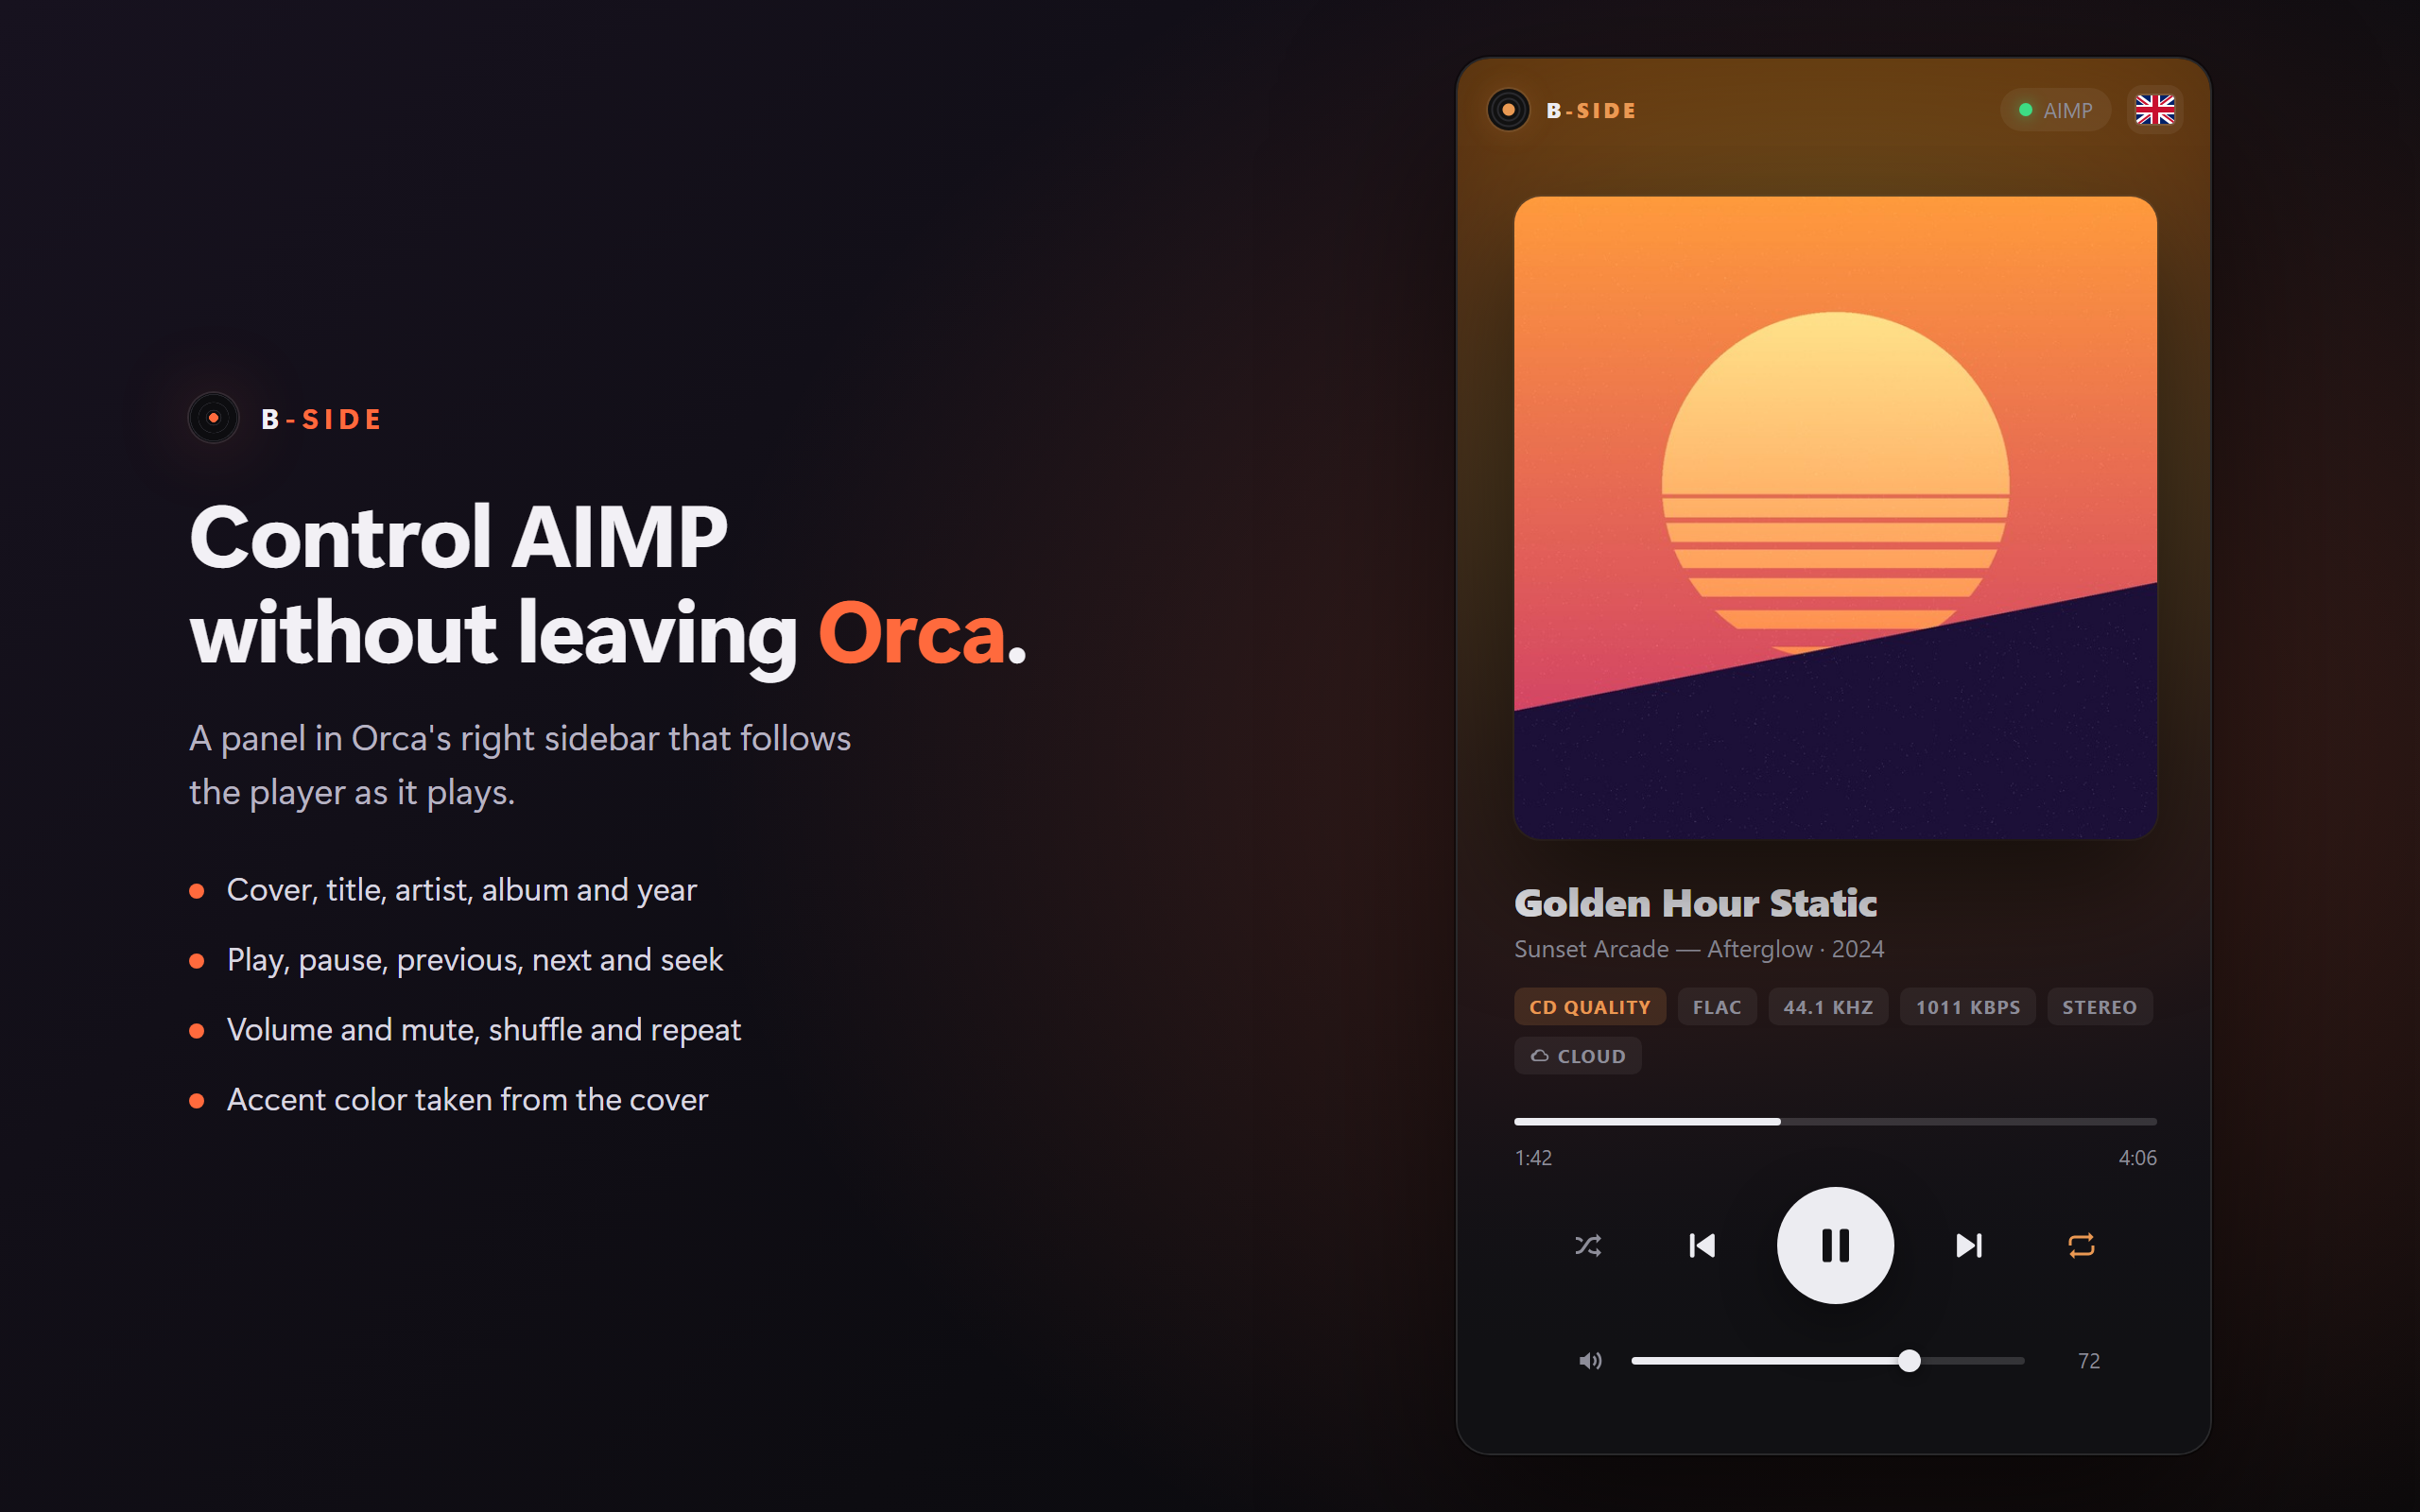 B-SIDE
Control AIMP
without leaving Orca.
A panel in Orca's right sidebar that follows
the player as it plays.
Cover, title, artist, album and year
Play, pause, previous, next and seek
Volume and mute, shuffle and repeat
Accent color taken from the cover
B-SIDE
AIMP
Golden Hour Static
Sunset Arcade — Afterglow · 2024
CD QUALITY FLAC 44.1 KHZ 1011 KBPS STEREO
CLOUD
1:42 4:06
72